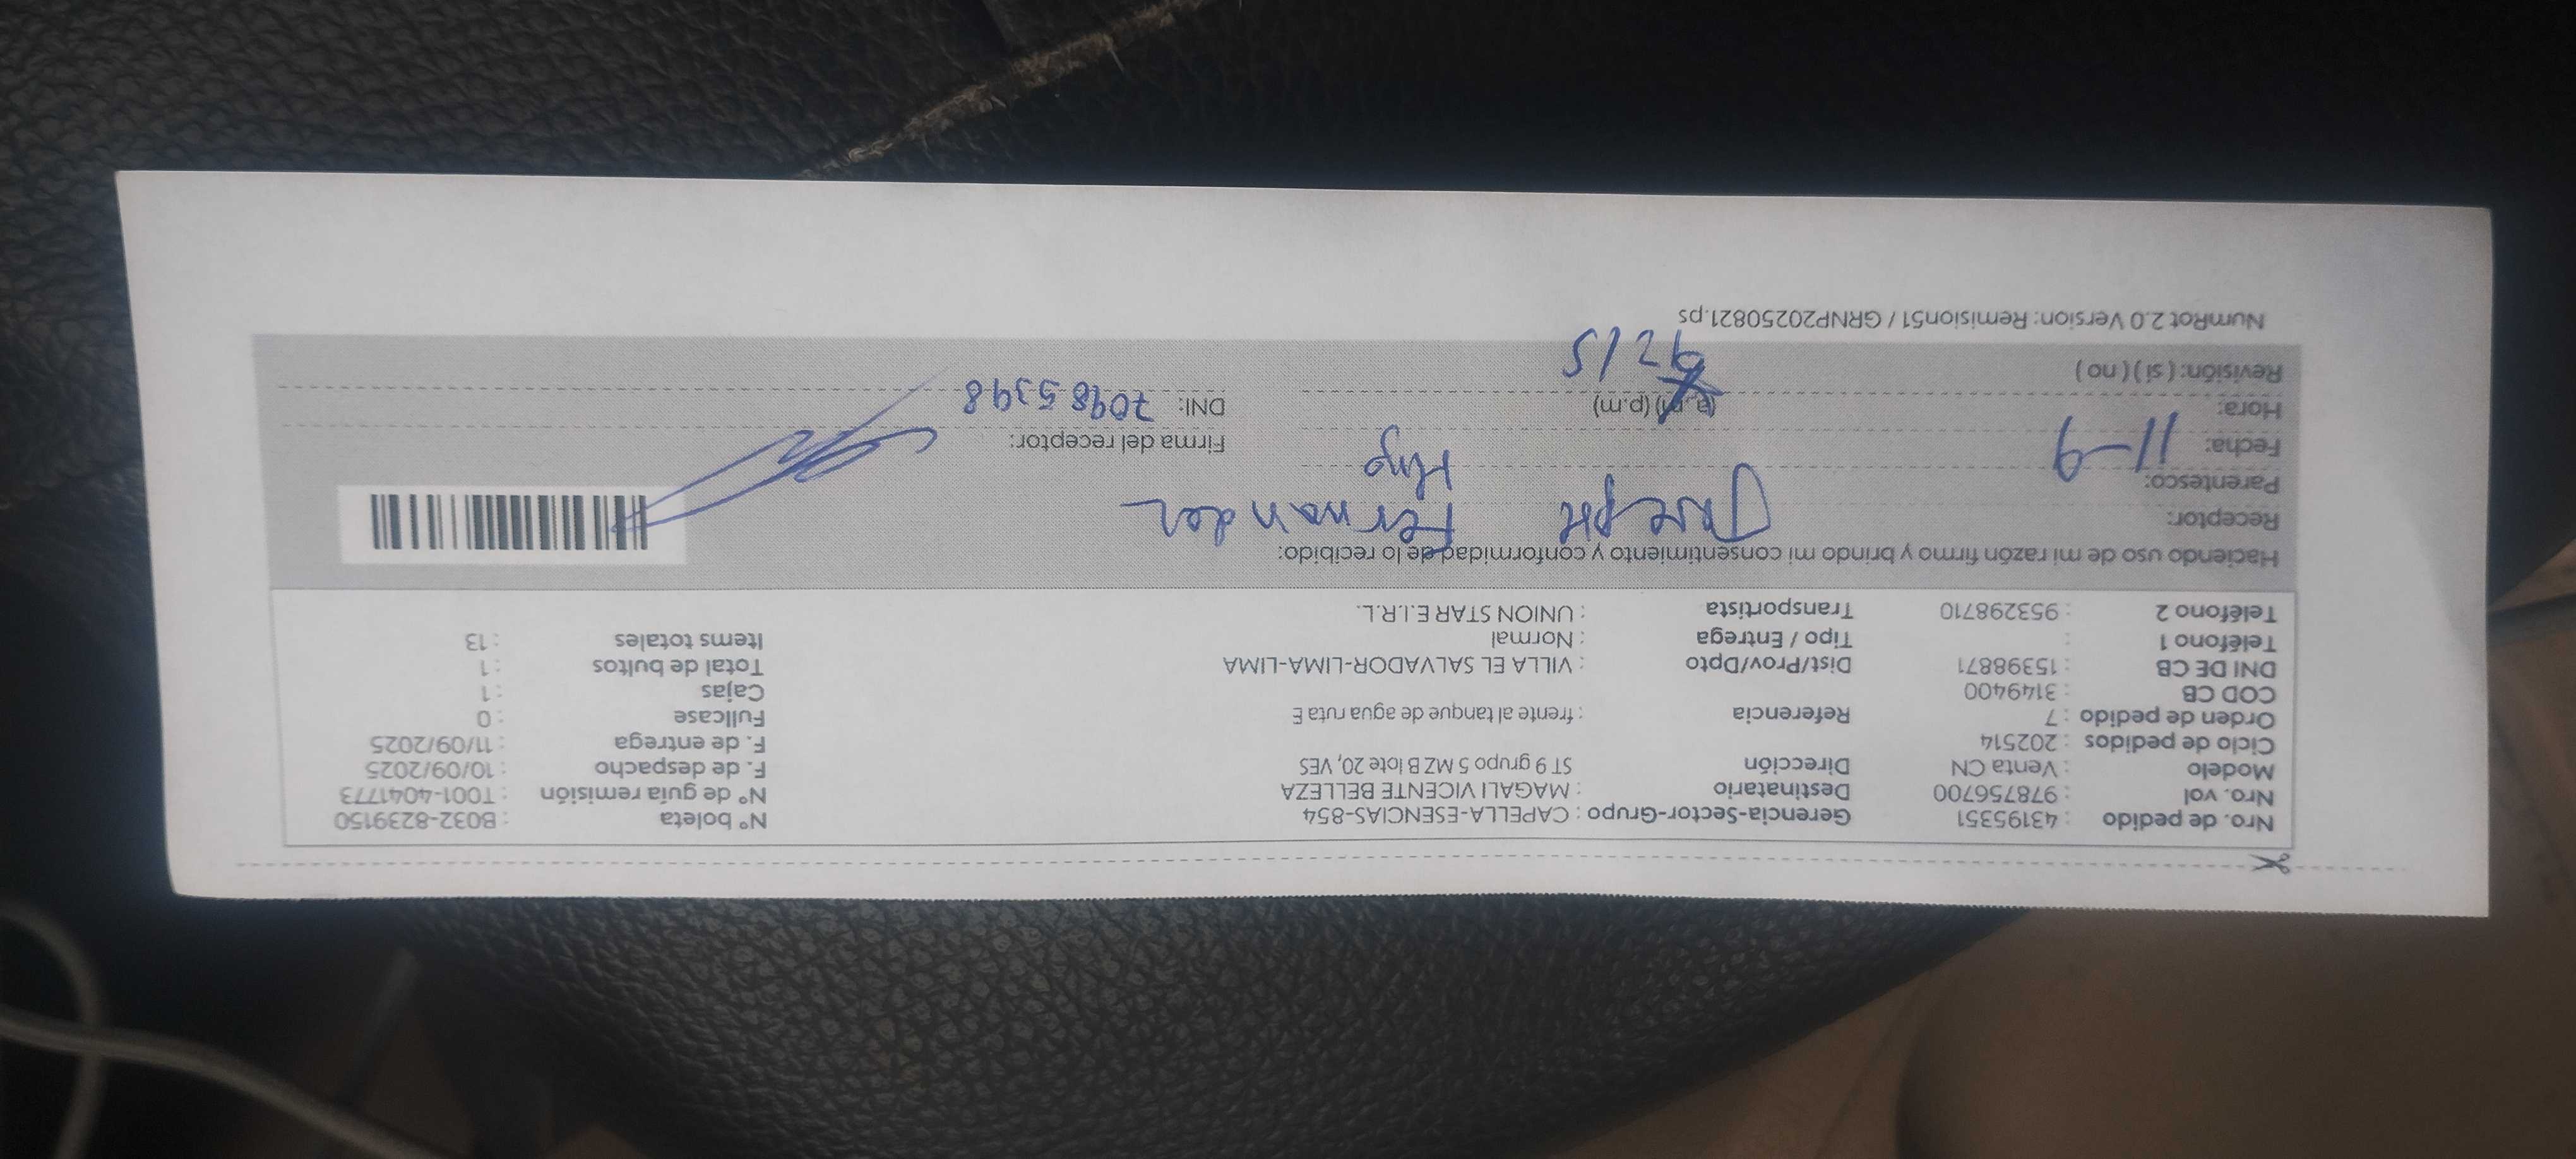 Nro. de pedido : 43195351 Gerencia-Sector-Grupo : CAPELLA-ESENCIAS-854 N° boleta : B032-8239150
Nro. vol : 978756700 Destinatario : MAGALI VICENTE BELLEZA N° de guía remisión : T001-4041773
Modelo : Venta CN Dirección ST 9 grupo 5 MZ B lote 20, VES F. de despacho : 10/09/2025
Ciclo de pedidos : 202514 F. de entrega : 11/09/2025
Orden de pedido : 7 Referencia : frente al tanque de agua ruta E Fullcase : 0
COD CB : 3149400 Cajas : 1
DNI DE CB : 15398871 Dist/Prov/Dpto : VILLA EL SALVADOR-LIMA-LIMA Total de bultos : 1
Teléfono 1 : Tipo / Entrega : Normal Items totales : 13
Teléfono 2 : 953298710 Transportista : UNION STAR E.I.R.L.
Haciendo uso de mi razón firmo y brindo mi consentimiento y conformidad de lo recibido:
Receptor: Fernandez
Parentesco:
Fecha: 11-9 Firma del receptor:
Hora: (a.m) (p.m) DNI: 70985398
9215
Revisión: ( si ) ( no )
NumRot 2.0 Version: Remision51 / GRNP20250821.ps